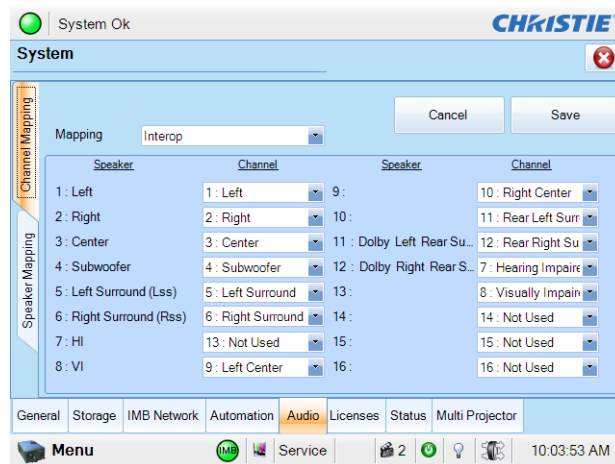 System Ok
CHRISTIE
System
Channel Mapping
Speaker Mapping
Cancel
Save
Mapping
Interop
Speaker Channel Speaker Channel
1 : Left 1 : Left 9 : 10 : Right Center
2 : Right 2 : Right 10 : 11 : Rear Left Surr
3 : Center 3 : Center 11 : Dolby Left Rear Su... 12 : Rear Right Su
4 : Subwoofer 4 : Subwoofer 12 : Dolby Right Rear S... 7 : Hearing Impaire
5 : Left Surround (Lss) 5 : Left Surround 13 : 8 : Visually Impaire
6 : Right Surround (Rss) 6 : Right Surround 14 : 14 : Not Used
7 : HI 13 : Not Used 15 : 15 : Not Used
8 : VI 9 : Left Center 16 : 16 : Not Used
General Storage IMB Network Automation Audio Licenses Status Multi Projector
Menu IMB Service 2 10:03:53 AM